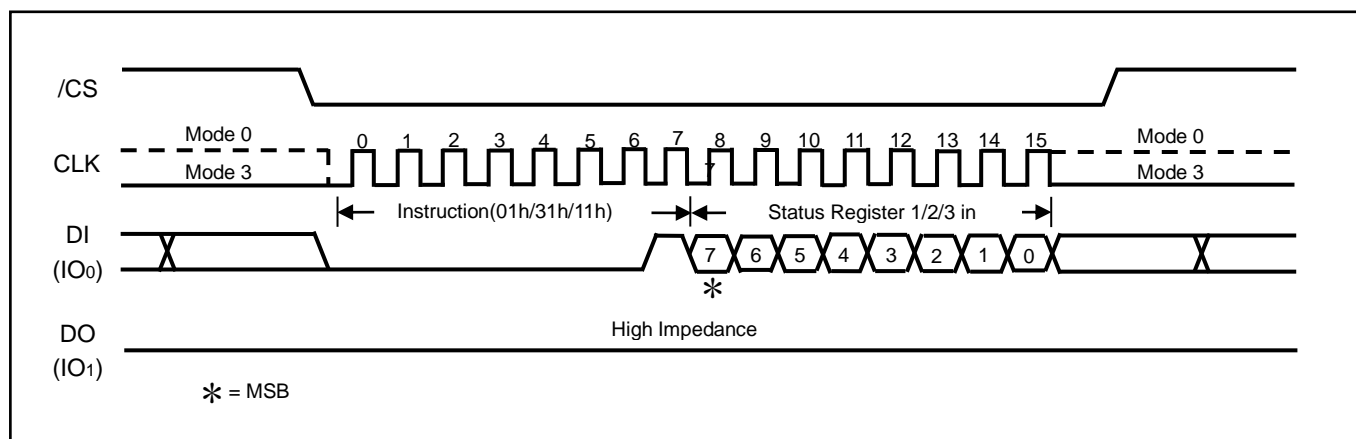 /CS
Mode 0
0 1 2 3 4 5 6 7 8 9 10 11 12 13 14 15
Mode 0
CLK
7
Mode 3
Mode 3
Instruction(01h/31h/11h)
Status Register 1/2/3 in
DI
(IO0)
7 6 5 4 3 2 1 0
*
DO
High Impedance
(IO1)
* = MSB